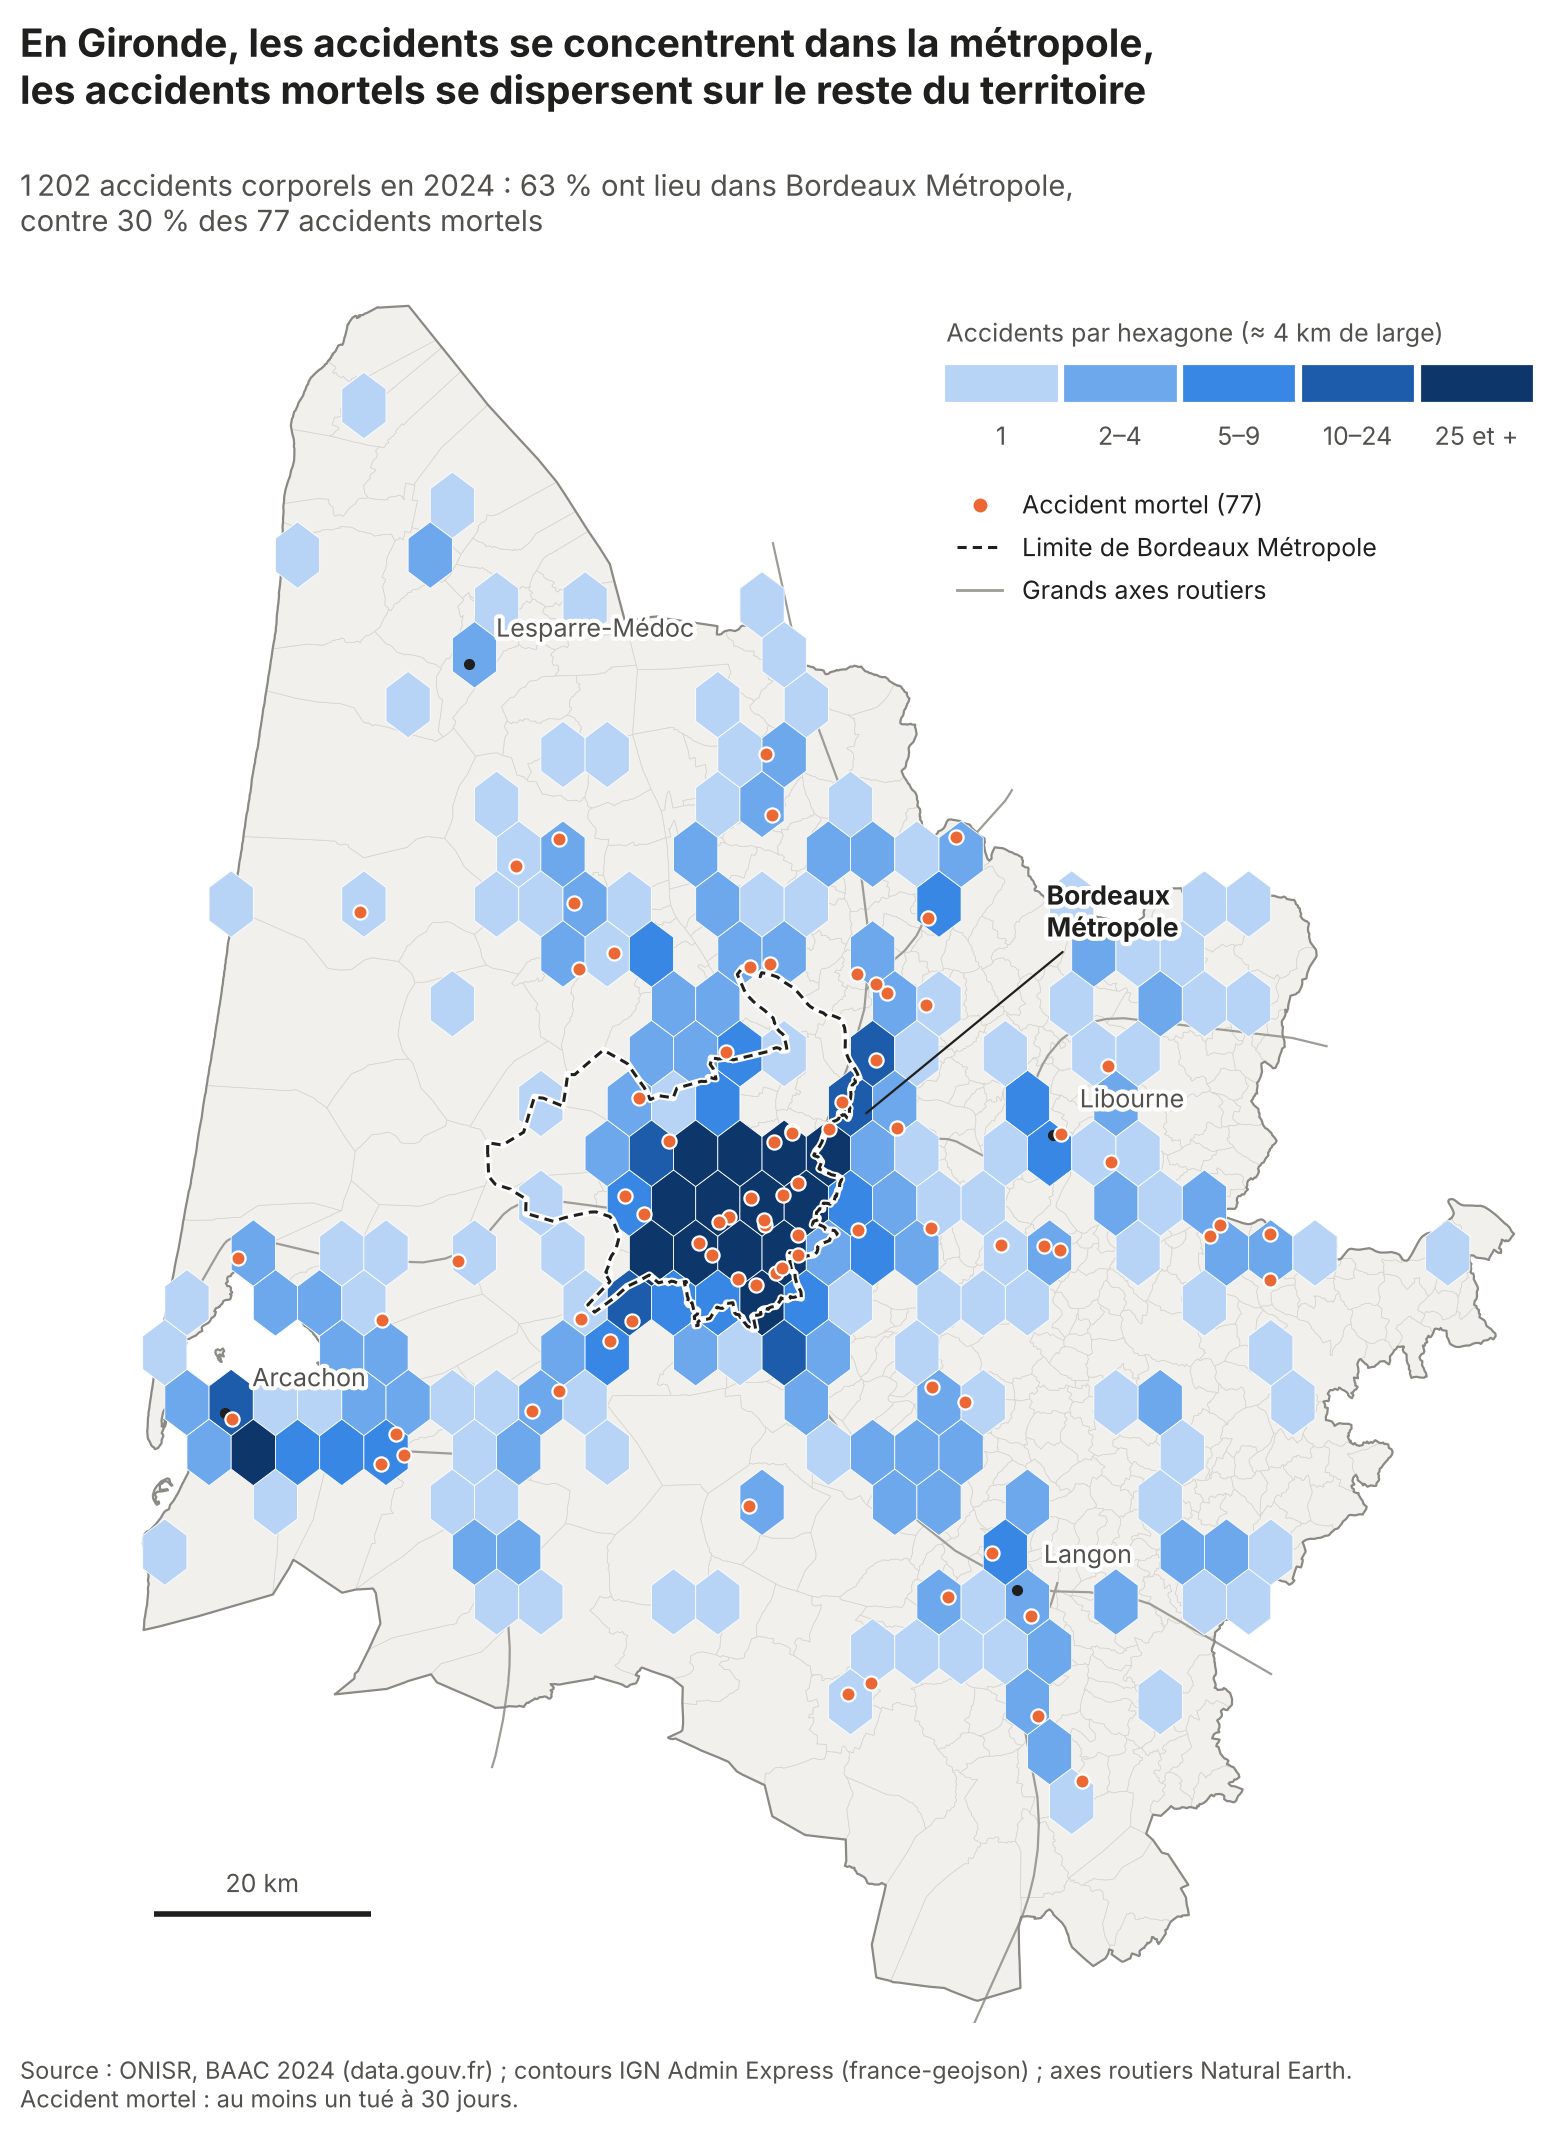 En Gironde, les accidents se concentrent dans la métropole,
les accidents mortels se dispersent sur le reste du territoire
1 202 accidents corporels en 2024 : 63 % ont lieu dans Bordeaux Métropole,
contre 30 % des 77 accidents mortels
Accidents par hexagone (≈ 4 km de large)
1
2–4
5–9
10–24
25 et +
Accident mortel (77)
Limite de Bordeaux Métropole
Grands axes routiers
Lesparre-Médoc
Bordeaux
Métropole
Libourne
Arcachon
Langon
20 km
Source : ONISR, BAAC 2024 (data.gouv.fr) ; contours IGN Admin Express (france-geojson) ; axes routiers Natural Earth.
Accident mortel : au moins un tué à 30 jours.